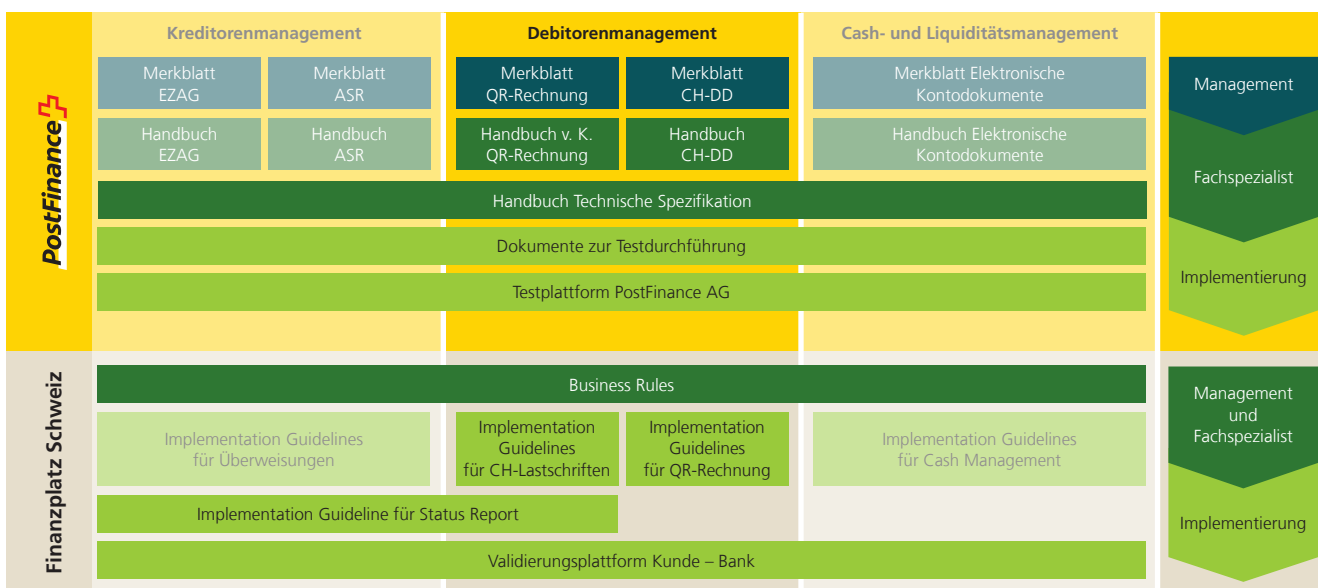 Kreditorenmanagement
Debitorenmanagement
Cash- und Liquiditätsmanagement
PostFinance
Merkblatt
EZAG
Merkblatt
ASR
Merkblatt
QR-Rechnung
Merkblatt
CH-DD
Merkblatt Elektronische
Kontodokumente
Management
Handbuch
EZAG
Handbuch
ASR
Handbuch v. K.
QR-Rechnung
Handbuch
CH-DD
Handbuch Elektronische
Kontodokumente
Fachspezialist
Handbuch Technische Spezifikation
Dokumente zur Testdurchführung
Testplattform PostFinance AG
Implementierung
Finanzplatz Schweiz
Business Rules
Management
und
Fachspezialist
Implementation Guidelines
für Überweisungen
Implementation
Guidelines
für CH-Lastschriften
Implementation
Guidelines
für QR-Rechnung
Implementation Guidelines
für Cash Management
Implementation Guideline für Status Report
Implementierung
Validierungsplattform Kunde – Bank